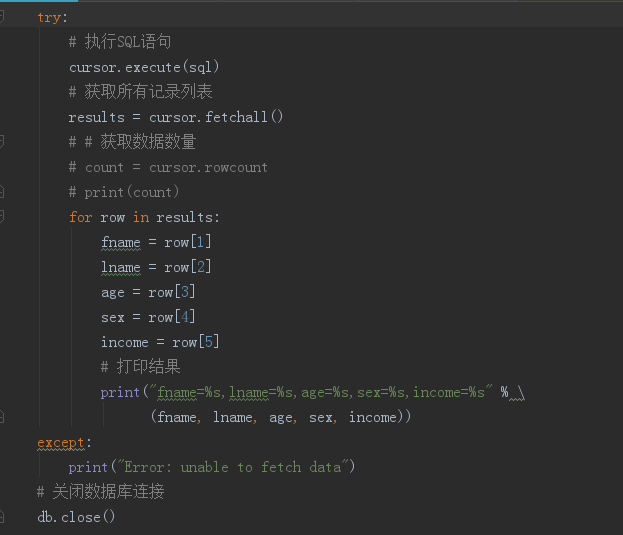 try:
# 执行SQL语句
cursor.execute(sql)
# 获取所有记录列表
results = cursor.fetchall()
# # 获取数据数量
# count = cursor.rowcount
# print(count)
for row in results:
fname = row[1]
lname = row[2]
age = row[3]
sex = row[4]
income = row[5]
# 打印结果
print("fname=%s,lname=%s,age=%s,sex=%s,income=%s" % \
(fname, lname, age, sex, income))
except:
print("Error: unable to fetch data")
# 关闭数据库连接
db.close()